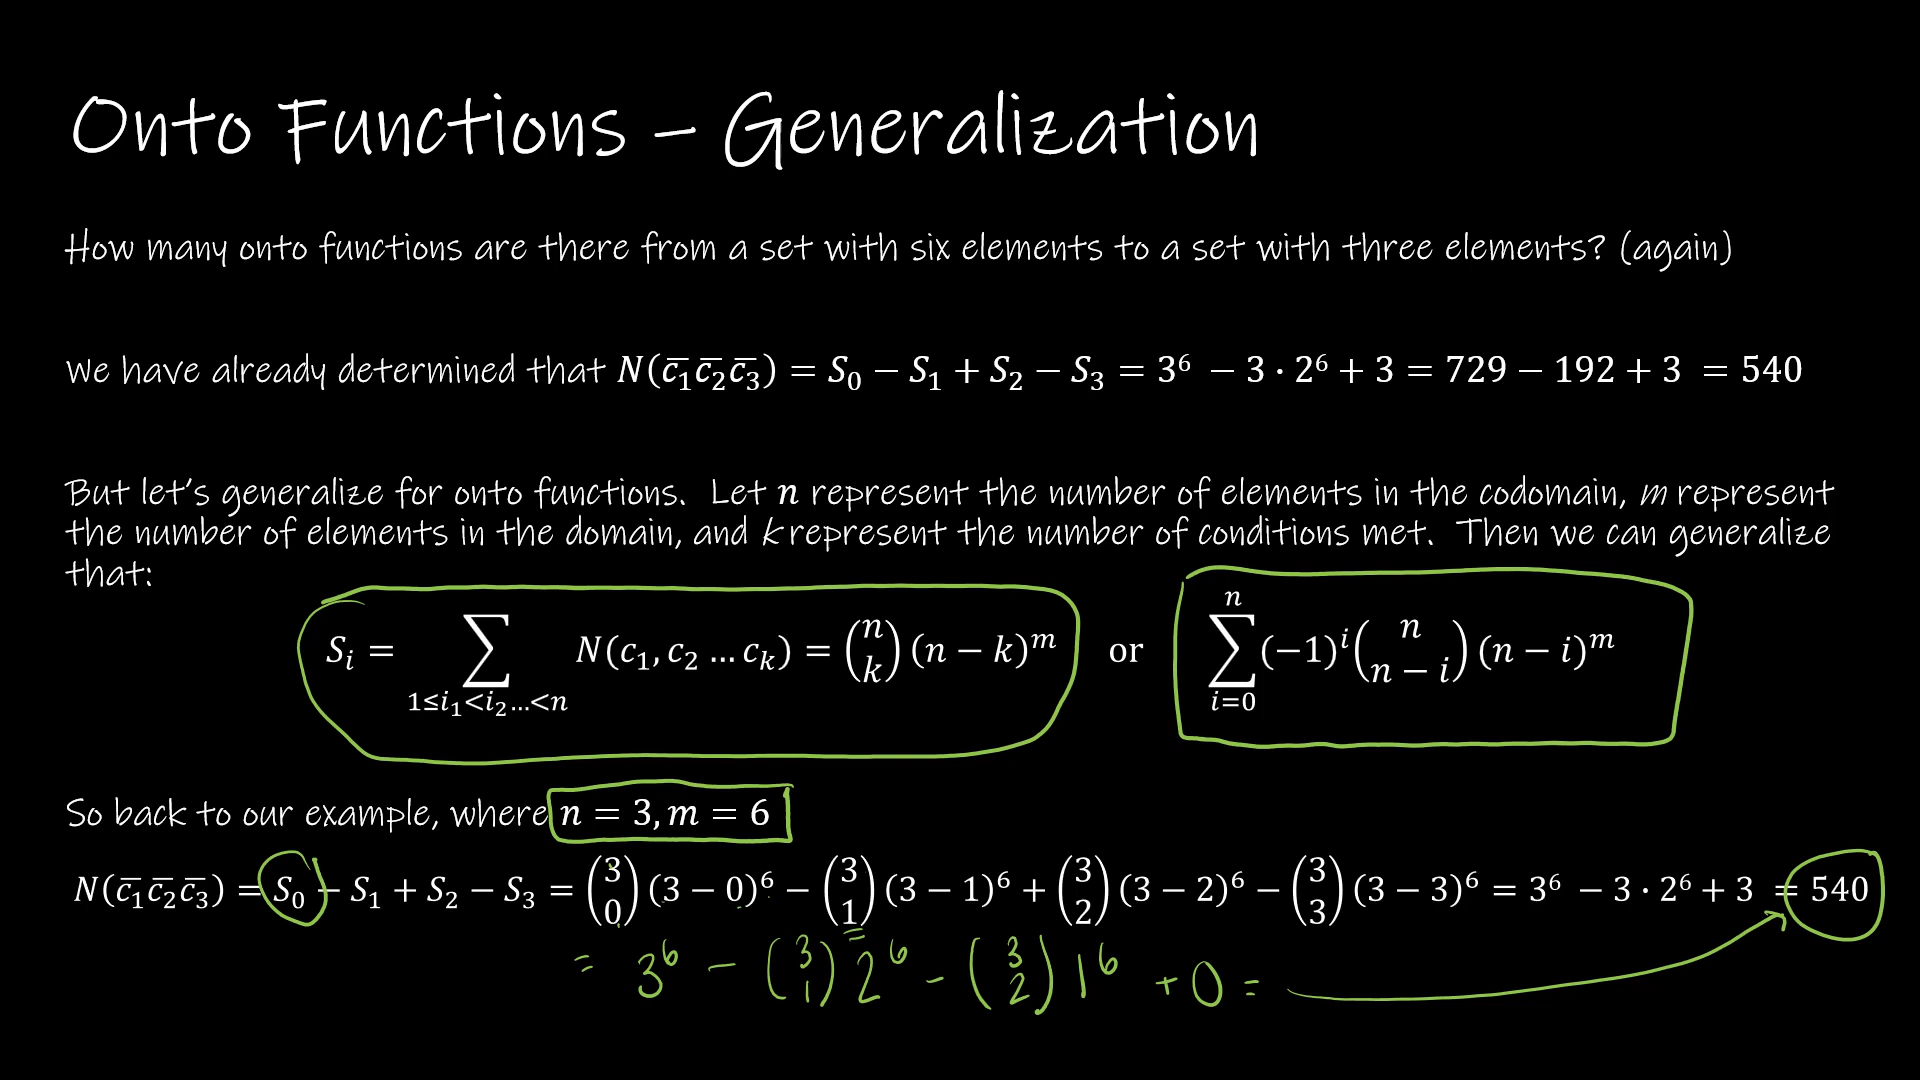 Onto Functions – Generalization
How many onto functions are there from a set with six elements to a set with three elements? (again)
We have already determined that N(c̅₁c̅₂c̅₃) = S₀ − S₁ + S₂ − S₃ = 3⁶ − 3 · 2⁶ + 3 = 729 − 192 + 3 = 540
But let's generalize for onto functions. Let n represent the number of elements in the codomain, m represent
the number of elements in the domain, and k represent the number of conditions met. Then we can generalize
that:
Sᵢ = ∑_{1≤i₁<i₂…<n} N(c₁, c₂ … cₖ) = (n k) (n − k)ᵐ or ∑_{i=0}^{n} (−1)ⁱ (n n − i) (n − i)ᵐ
So back to our example, where n = 3, m = 6
N(c̅₁c̅₂c̅₃) = S₀ − S₁ + S₂ − S₃ = (3 0) (3 − 0)⁶ − (3 1) (3 − 1)⁶ + (3 2) (3 − 2)⁶ − (3 3) (3 − 3)⁶ = 3⁶ − 3 · 2⁶ + 3 = 540
= 3⁶ − (3 1) 2⁶ − (3 2) 1⁶ + 0 =